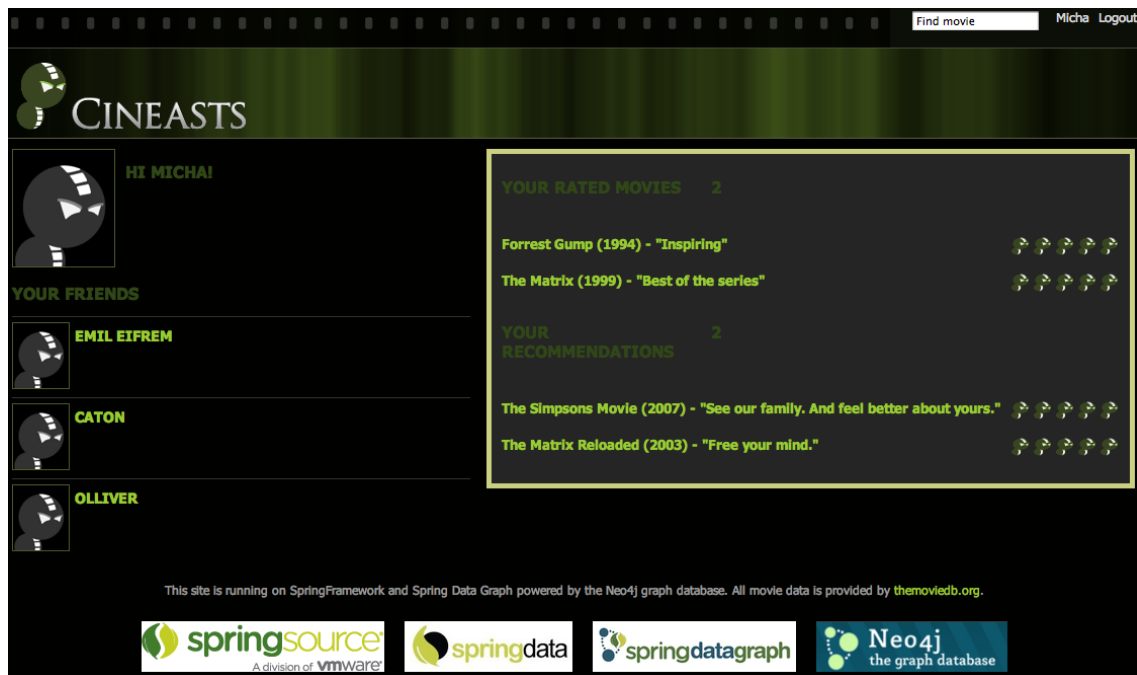 Find movie
Micha Logout
CINEASTS
HI MICHA!
YOUR FRIENDS
EMIL EIFREM
CATON
OLLIVER
YOUR RATED MOVIES 2
Forrest Gump (1994) - "Inspiring"
The Matrix (1999) - "Best of the series"
YOUR 2
RECOMMENDATIONS
The Simpsons Movie (2007) - "See our family. And feel better about yours."
The Matrix Reloaded (2003) - "Free your mind."
This site is running on SpringFramework and Spring Data Graph powered by the Neo4j graph database. All movie data is provided by themoviedb.org.
springsource
A division of vmware
springdata
springdatagraph
Neo4j
the graph database